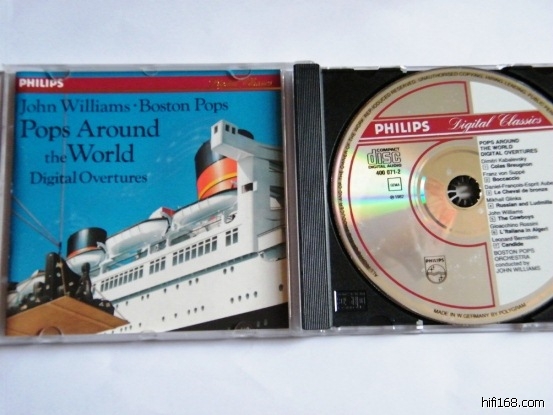 PHILIPS
John Williams · Boston Pops
Pops Around
the World
Digital Overtures
PHILIPS Digital Classics
COMPACT
disc
DIGITAL AUDIO
400 071-2
POPS AROUND
THE WORLD
DIGITAL OVERTURES
Dmitri Kabalevsky
Colas Breugnon
Franz von Suppé
Boccaccio
Daniel-François-Esprit Auber
Le Cheval de bronze
Mikhail Glinka
Russlan and Ludmilla
John Williams
The Cowboys
Gioacchino Rossini
L'Italiana in Algeri
Leonard Bernstein
Candide
BOSTON POPS
ORCHESTRA
conducted by
JOHN WILLIAMS
PHILIPS
MADE IN W. GERMANY BY POLYGRAM
hifi168.com